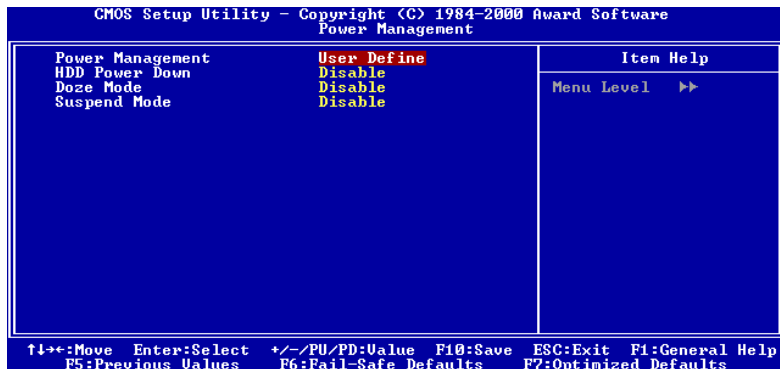 CMOS Setup Utility - Copyright (C) 1984-2000 Award Software
Power Management
Power Management User Define
HDD Power Down Disable
Doze Mode Disable
Suspend Mode Disable
Item Help
Menu Level ▶▶
↑↓→←:Move Enter:Select +/-/PU/PD:Value F10:Save ESC:Exit F1:General Help
F5:Previous Values F6:Fail-Safe Defaults F7:Optimized Defaults